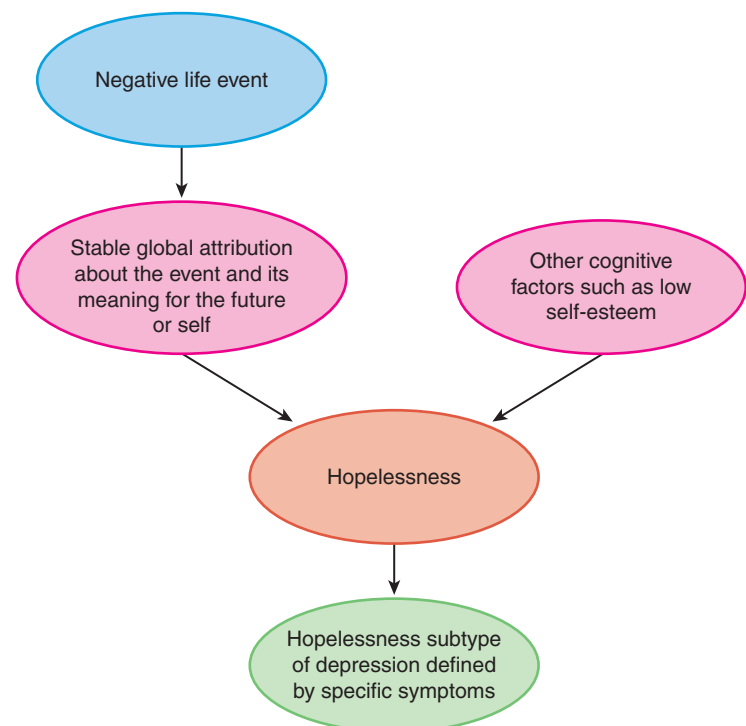 Negative life event
Stable global attribution
about the event and its
meaning for the future
or self
Other cognitive
factors such as low
self-esteem
Hopelessness
Hopelessness subtype
of depression defined
by specific symptoms